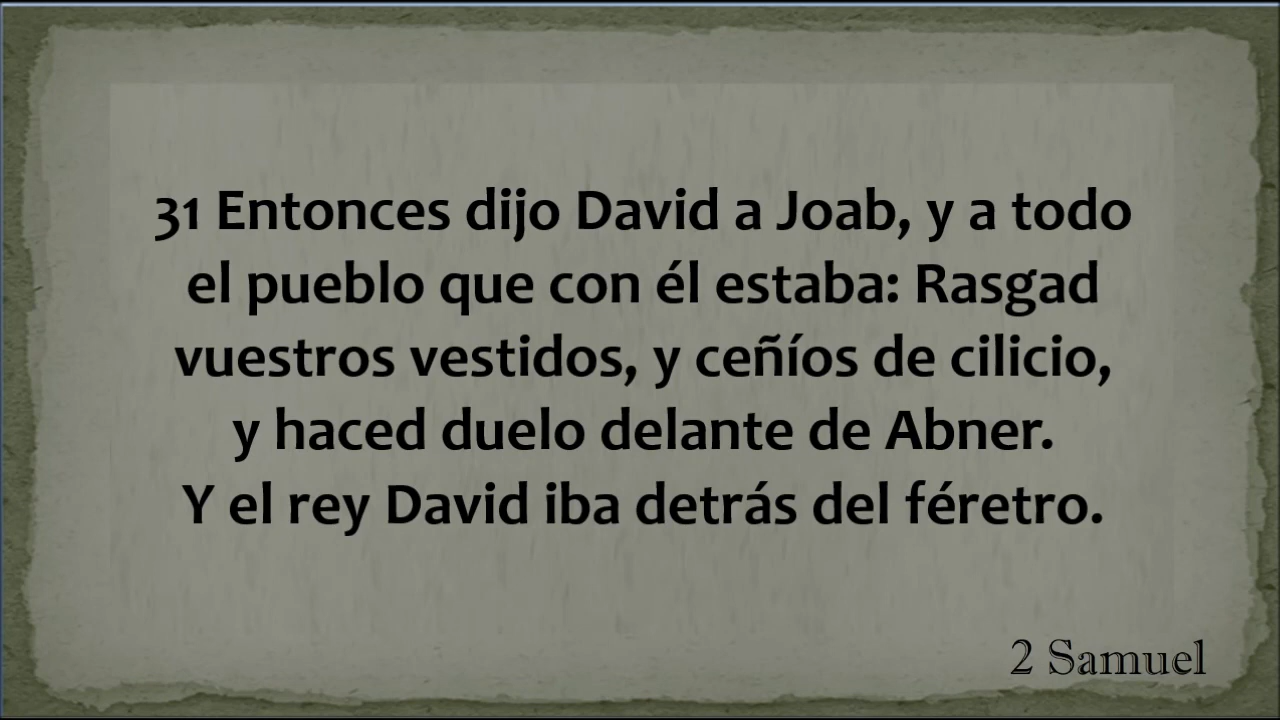 31 Entonces dijo David a Joab, y a todo
el pueblo que con él estaba: Rasgad
vuestros vestidos, y ceñíos de cilicio,
y haced duelo delante de Abner.
Y el rey David iba detrás del féretro.
2 Samuel